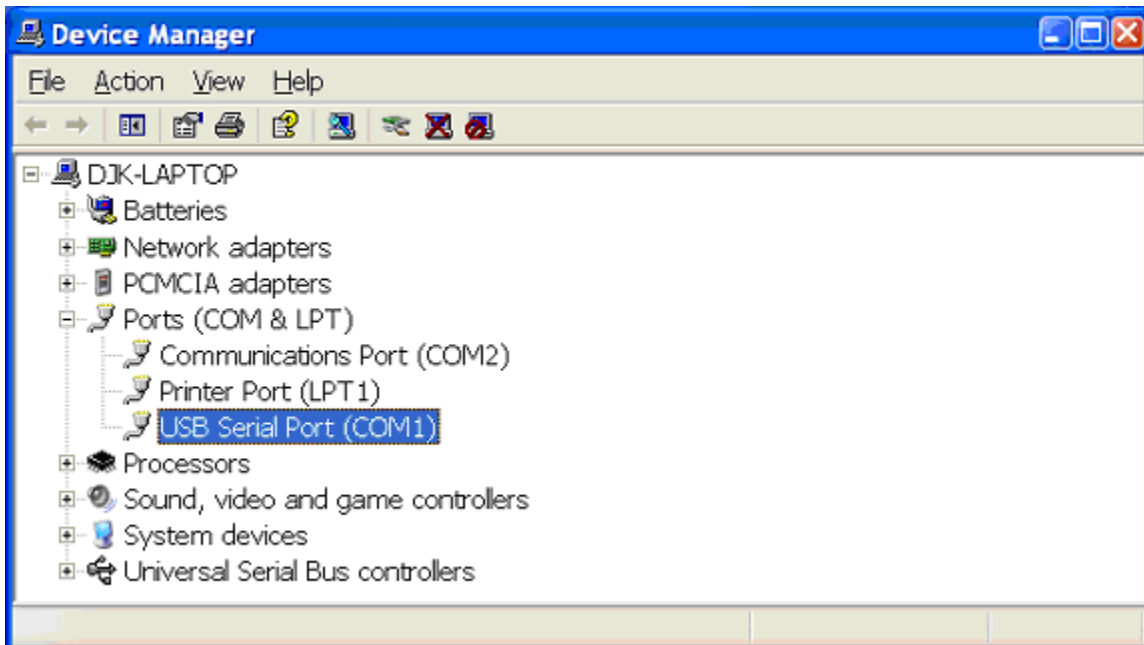 Device Manager
File Action View Help
DJK-LAPTOP
Batteries
Network adapters
PCMCIA adapters
Ports (COM & LPT)
Communications Port (COM2)
Printer Port (LPT1)
USB Serial Port (COM1)
Processors
Sound, video and game controllers
System devices
Universal Serial Bus controllers